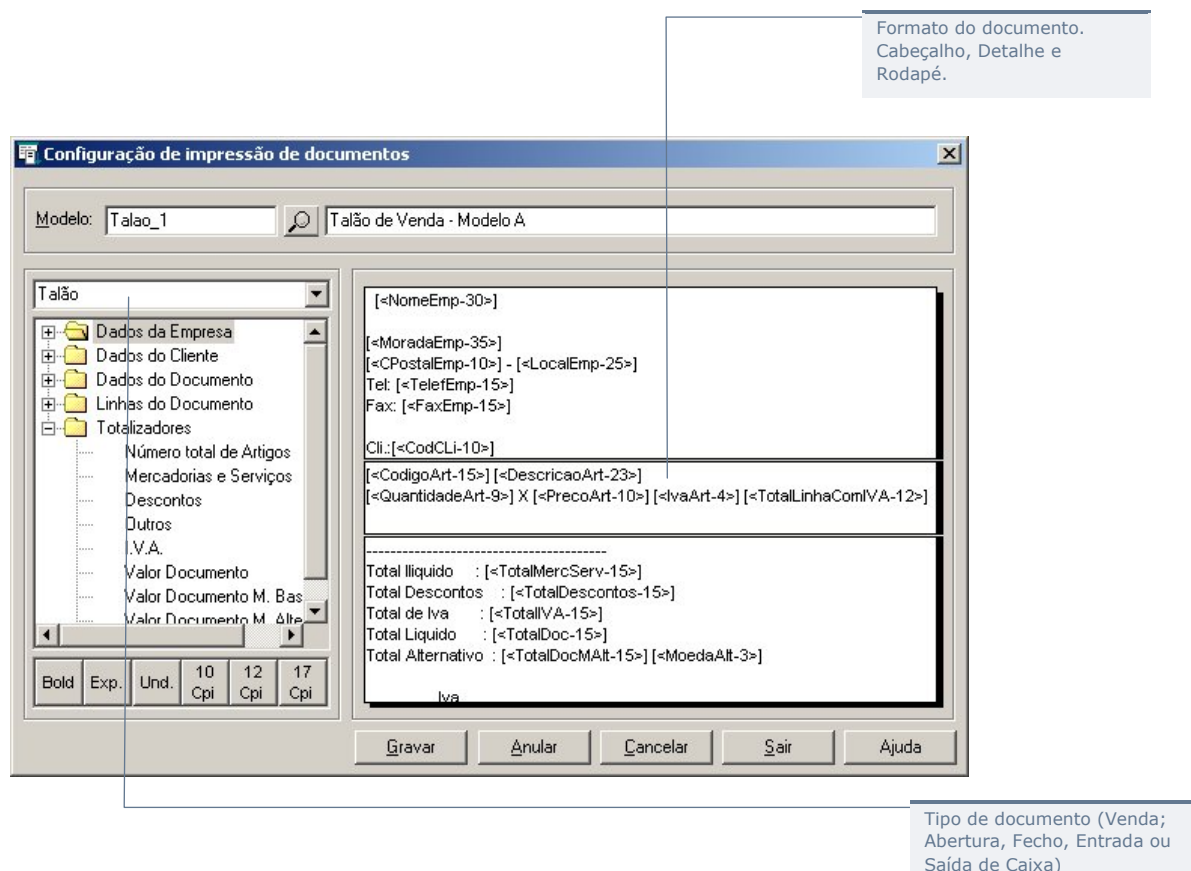 Formato do documento.
Cabeçalho, Detalhe e
Rodapé.
Configuração de impressão de documentos
Modelo: Talao_1 Talão de Venda - Modelo A
Talão
Dados da Empresa
Dados do Cliente
Dados do Documento
Linhas do Documento
Totalizadores
Número total de Artigos
Mercadorias e Serviços
Descontos
Outros
I.V.A.
Valor Documento
Valor Documento M. Bas
Valor Documento M. Alte
Bold Exp. Und. 10 Cpi 12 Cpi 17 Cpi
[<NomeEmp-30>]
[<MoradaEmp-35>]
[<CPostalEmp-10>] - [<LocalEmp-25>]
Tel: [<TelefEmp-15>]
Fax: [<FaxEmp-15>]
Cli.:[<CodCLi-10>]
[<CodigoArt-15>] [<DescricaoArt-23>]
[<QuantidadeArt-9>] X [<PrecoArt-10>] [<IvaArt-4>] [<TotalLinhaComIVA-12>]
----------------------------------------
Total Iliquido : [<TotalMercServ-15>]
Total Descontos : [<TotalDescontos-15>]
Total de Iva : [<TotalIVA-15>]
Total Liquido : [<TotalDoc-15>]
Total Alternativo : [<TotalDocMAlt-15>] [<MoedaAlt-3>]
Iva
Gravar Anular Cancelar Sair Ajuda
Tipo de documento (Venda;
Abertura, Fecho, Entrada ou
Saída de Caixa)